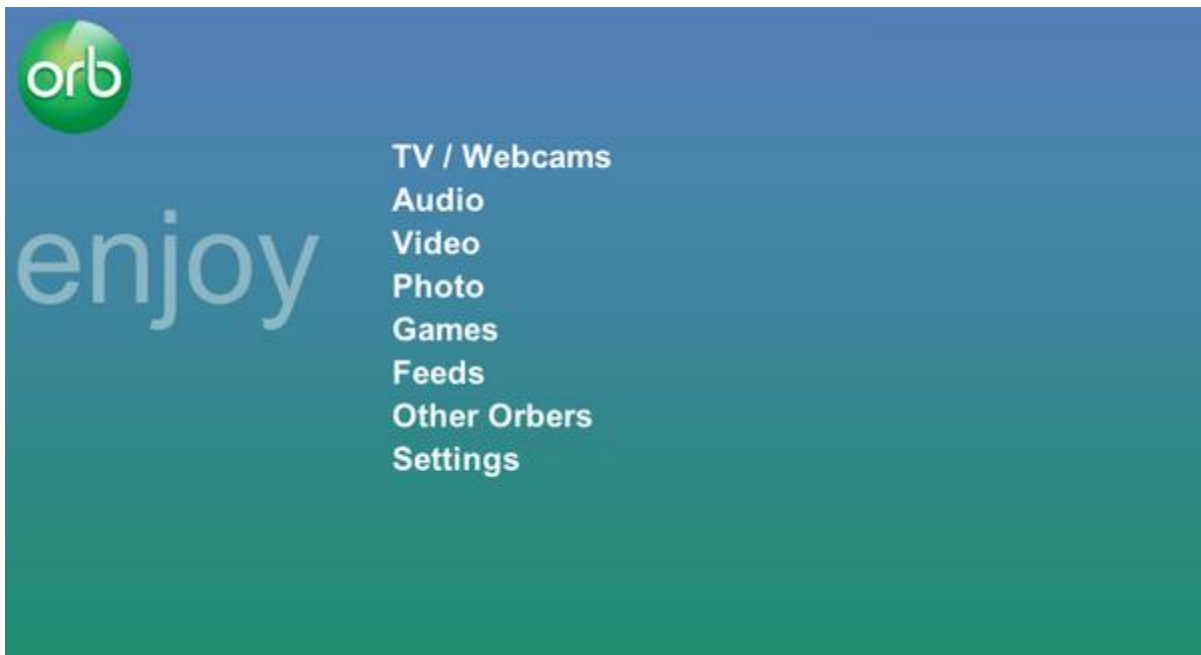 orb
enjoy
TV / Webcams
Audio
Video
Photo
Games
Feeds
Other Orbers
Settings